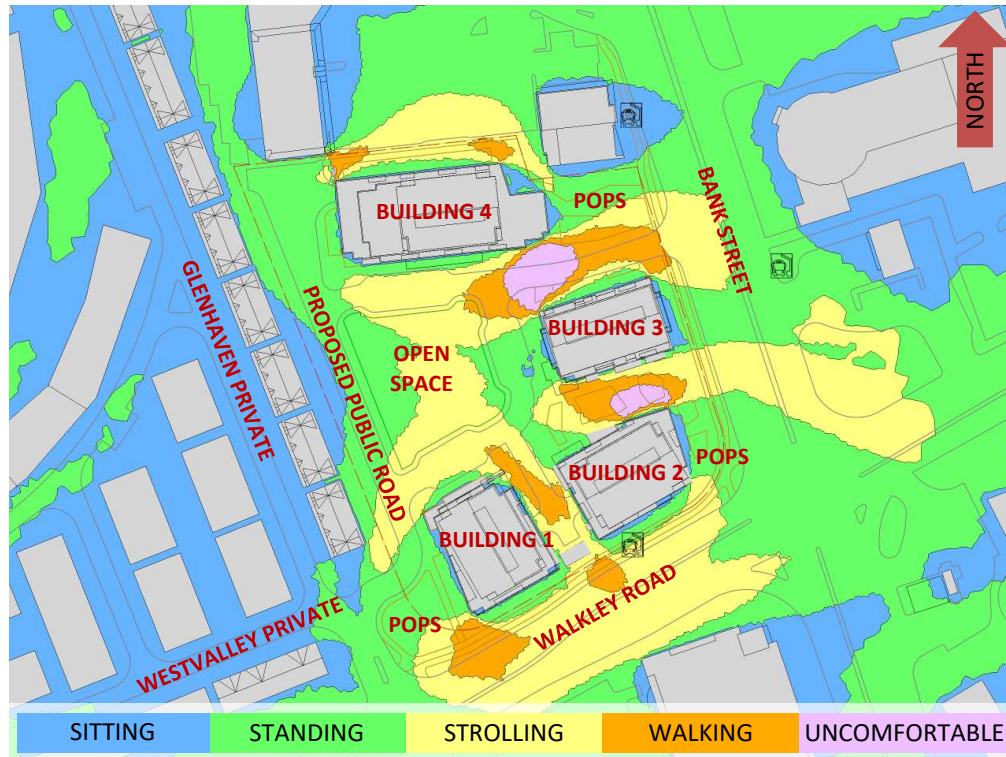 NORTH
BUILDING 4
POPS
BANK STREET
GLENHAVEN PRIVATE
PROPOSED PUBLIC ROAD
BUILDING 3
OPEN
SPACE
BUILDING 2
POPS
BUILDING 1
WALKLEY ROAD
POPS
WESTVALLEY PRIVATE
SITTING
STANDING
STROLLING
WALKING
UNCOMFORTABLE